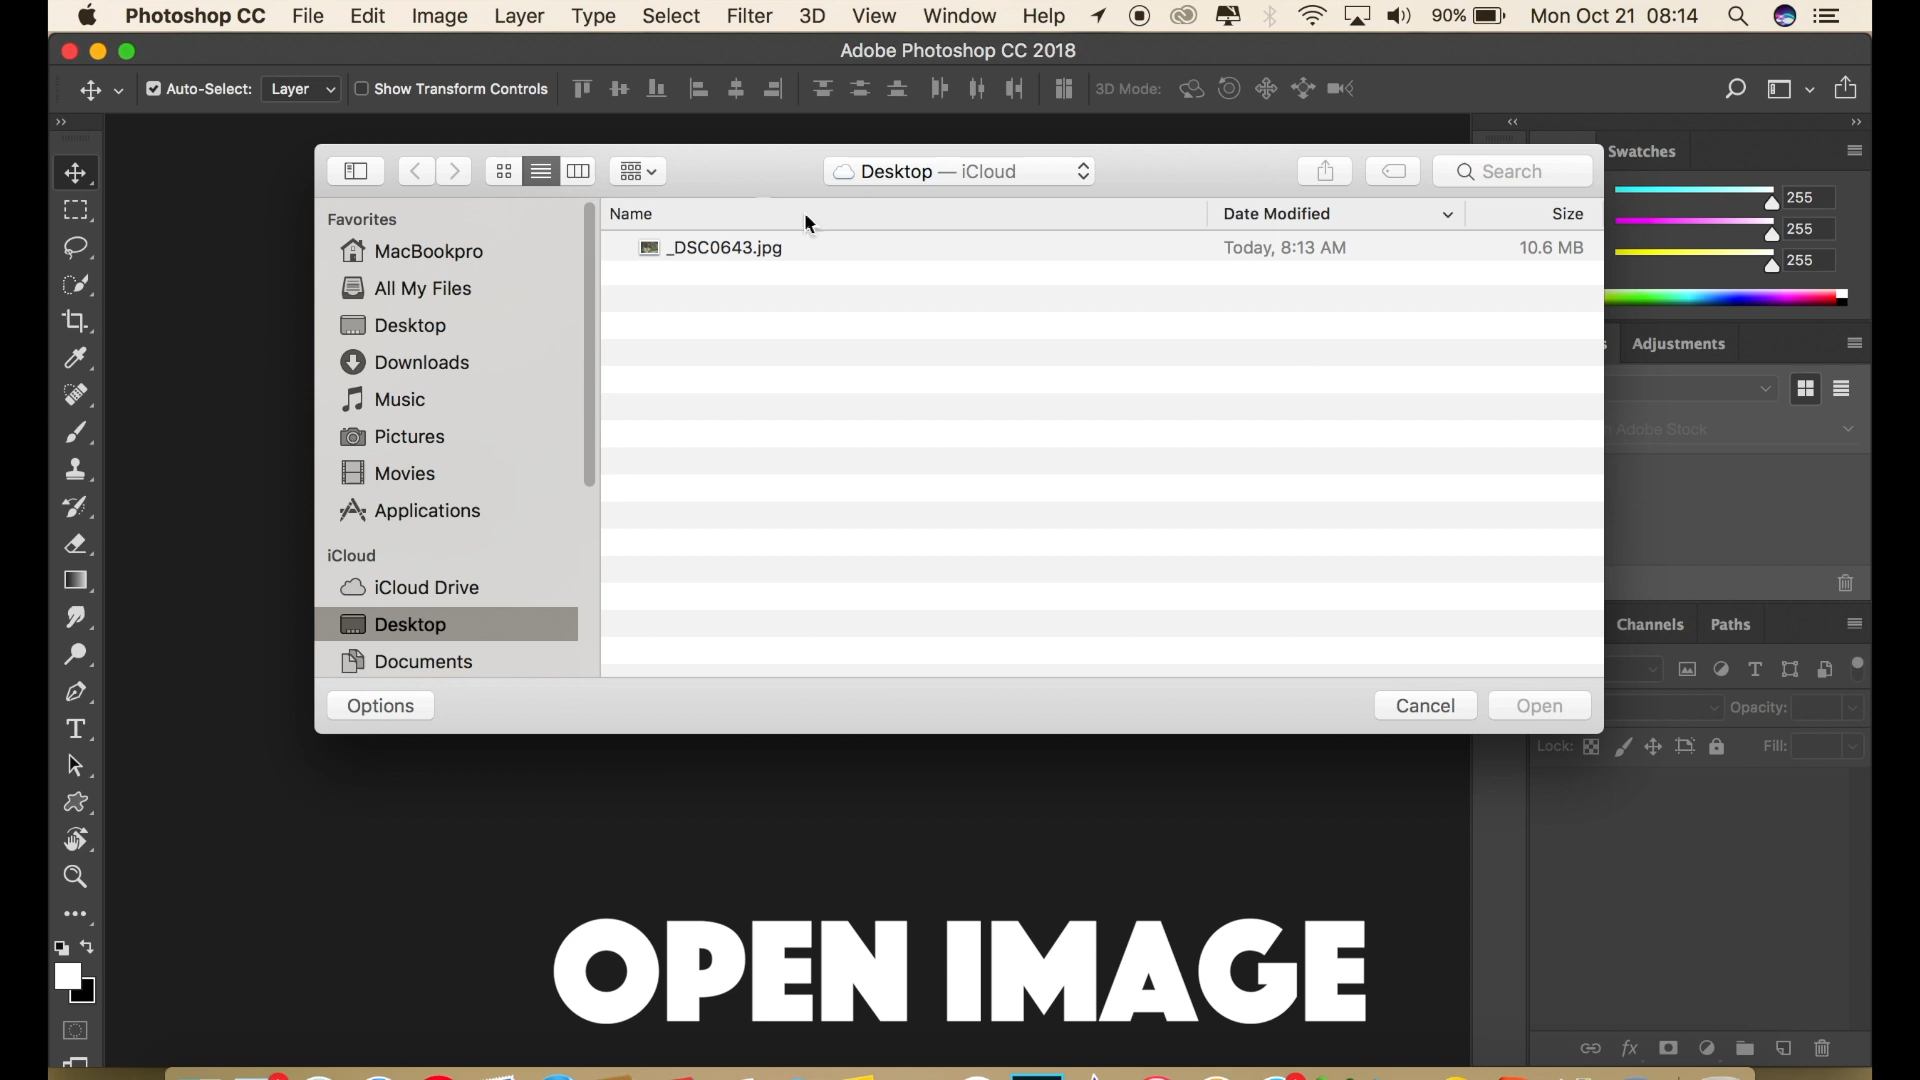 Photoshop CC File Edit Image Layer Type Select Filter 3D View Window Help 90% Mon Oct 21 08:14
Adobe Photoshop CC 2018
Auto-Select: Layer Show Transform Controls 3D Mode:
Swatches
Desktop — iCloud Search
255
255
255
Name Date Modified Size
_DSC0643.jpg Today, 8:13 AM 10.6 MB
Favorites
MacBookpro
All My Files
Desktop
Downloads
Music
Pictures
Movies
Applications
iCloud
iCloud Drive
Desktop
Documents
Options Cancel Open
Adjustments
Adobe Stock
Channels Paths
Opacity:
Lock: Fill:
fx
OPEN IMAGE